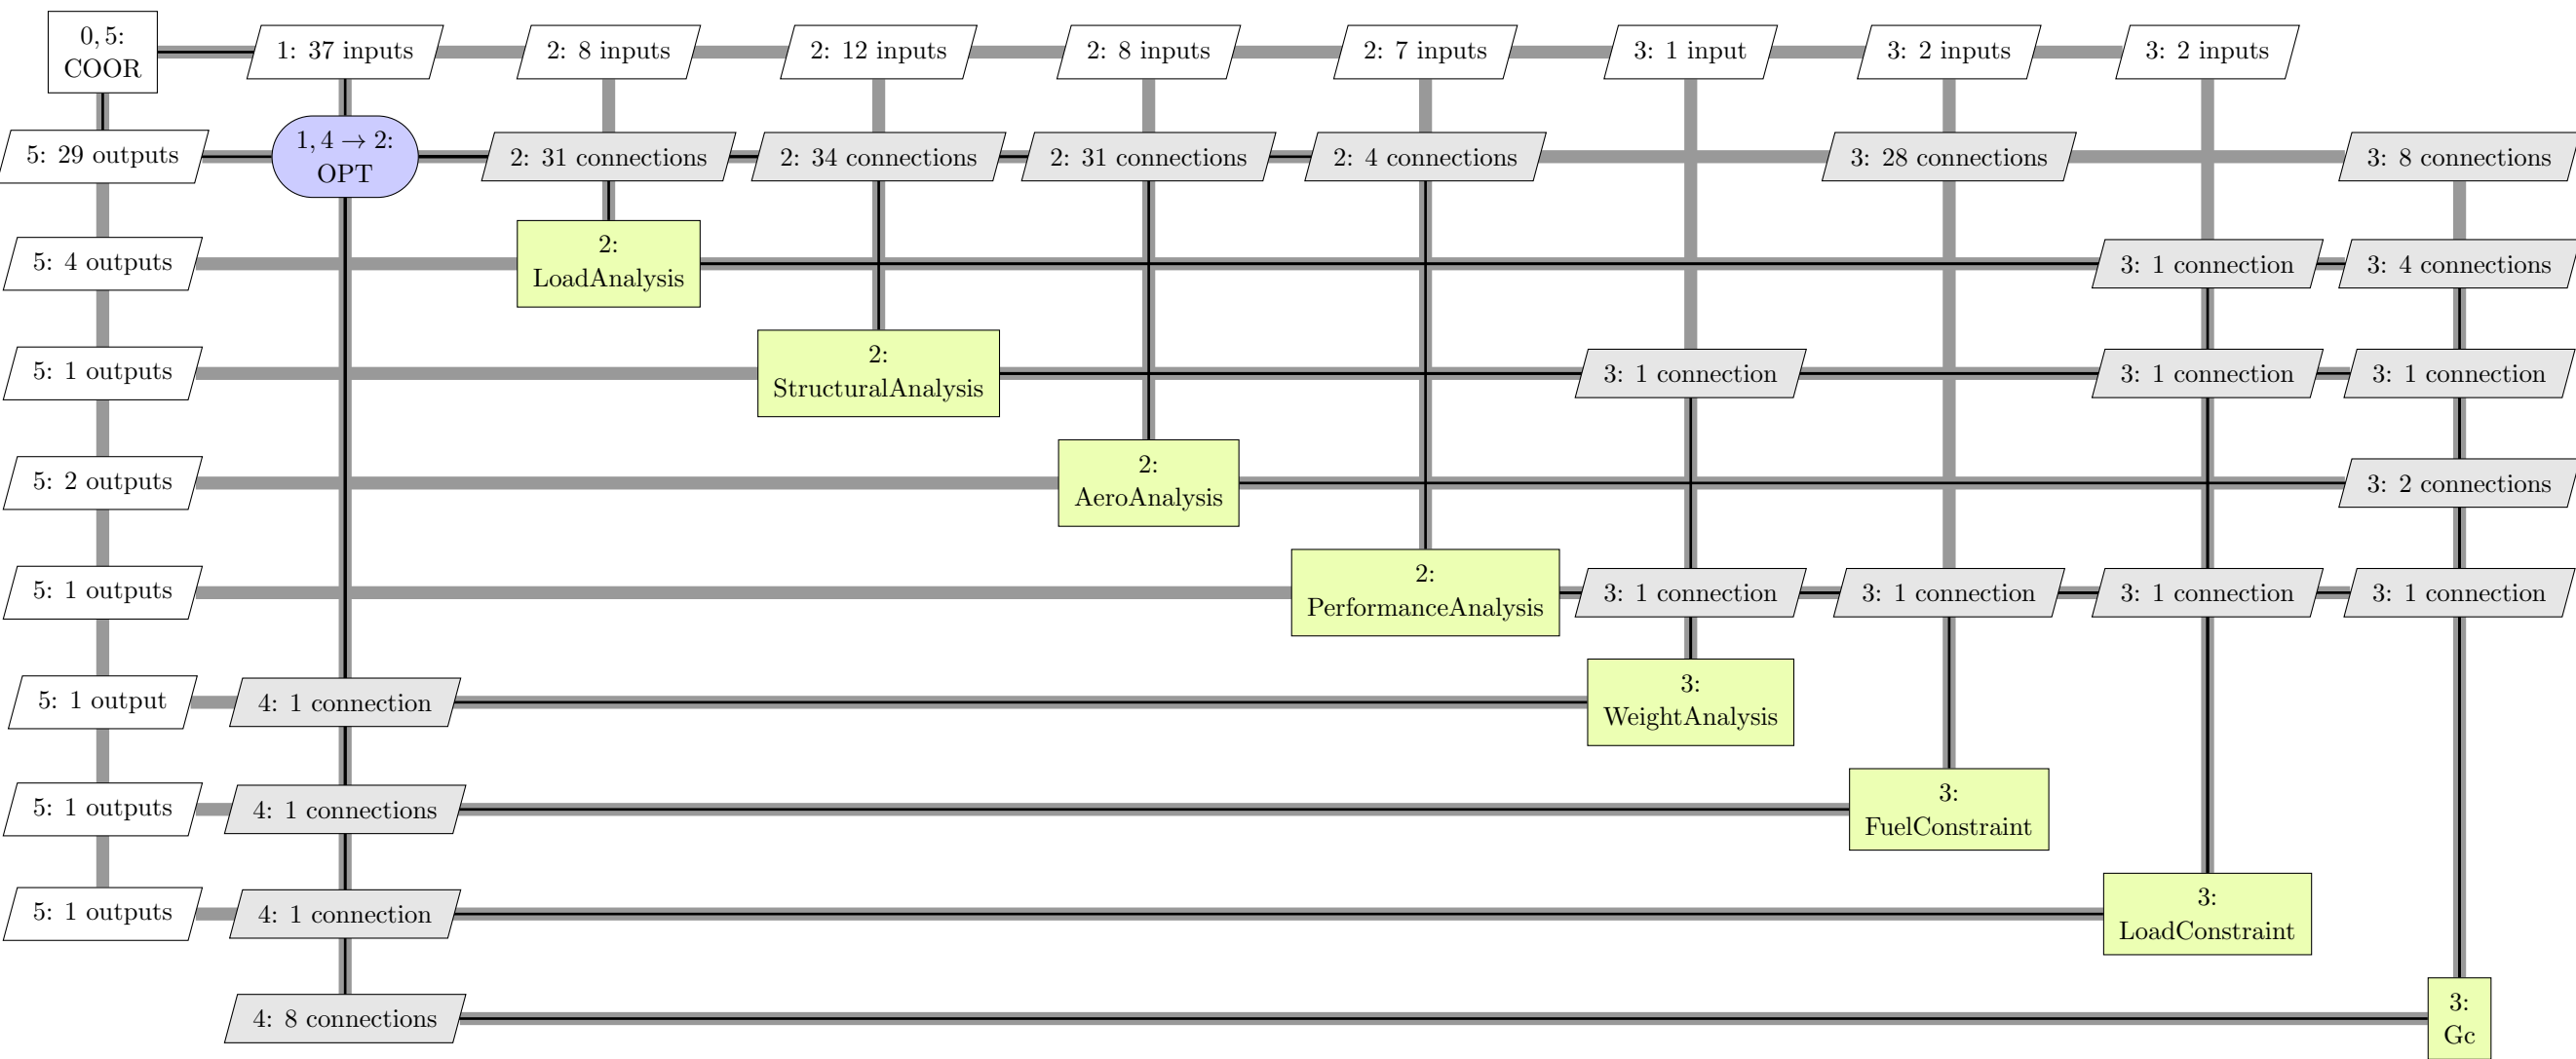 0, 5:
COOR
1: 37 inputs
2: 8 inputs
2: 12 inputs
2: 8 inputs
2: 7 inputs
3: 1 input
3: 2 inputs
3: 2 inputs
5: 29 outputs
1, 4 → 2:
OPT
2: 31 connections
2: 34 connections
2: 31 connections
2: 4 connections
3: 28 connections
3: 8 connections
5: 4 outputs
2:
LoadAnalysis
3: 1 connection
3: 4 connections
5: 1 outputs
2:
StructuralAnalysis
3: 1 connection
3: 1 connection
3: 1 connection
5: 2 outputs
2:
AeroAnalysis
3: 2 connections
5: 1 outputs
2:
PerformanceAnalysis
3: 1 connection
3: 1 connection
3: 1 connection
3: 1 connection
5: 1 output
4: 1 connection
3:
WeightAnalysis
5: 1 outputs
4: 1 connections
3:
FuelConstraint
5: 1 outputs
4: 1 connection
3:
LoadConstraint
4: 8 connections
3:
Gc